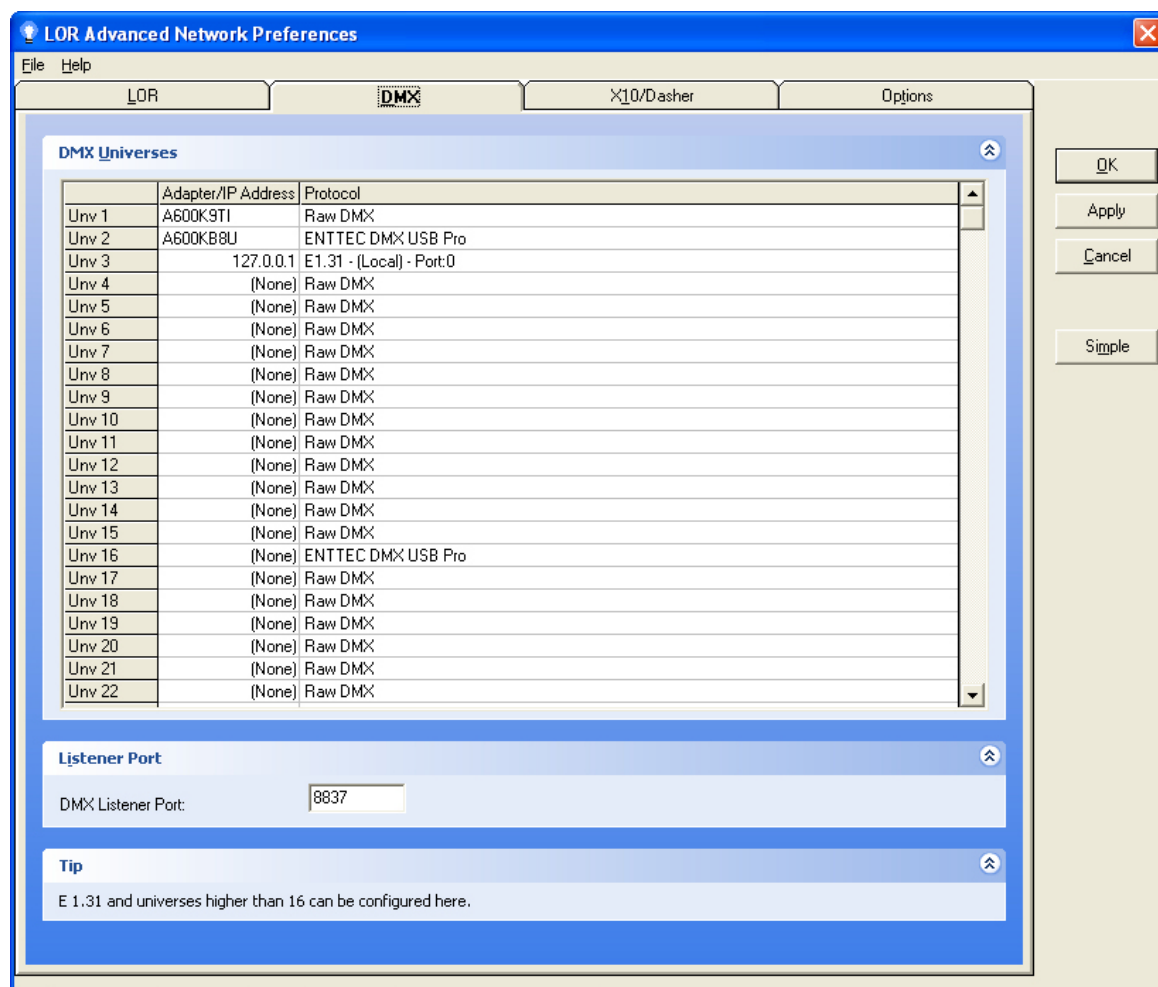 LOR Advanced Network Preferences
File Help
LOR DMX X10/Dasher Options
DMX Universes
OK
Apply
Cancel
Simple
Adapter/IP Address Protocol
Unv 1 A600K9TI Raw DMX
Unv 2 A600KB8U ENTTEC DMX USB Pro
Unv 3 127.0.0.1 E1.31 - (Local) - Port:0
Unv 4 (None) Raw DMX
Unv 5 (None) Raw DMX
Unv 6 (None) Raw DMX
Unv 7 (None) Raw DMX
Unv 8 (None) Raw DMX
Unv 9 (None) Raw DMX
Unv 10 (None) Raw DMX
Unv 11 (None) Raw DMX
Unv 12 (None) Raw DMX
Unv 13 (None) Raw DMX
Unv 14 (None) Raw DMX
Unv 15 (None) Raw DMX
Unv 16 (None) ENTTEC DMX USB Pro
Unv 17 (None) Raw DMX
Unv 18 (None) Raw DMX
Unv 19 (None) Raw DMX
Unv 20 (None) Raw DMX
Unv 21 (None) Raw DMX
Unv 22 (None) Raw DMX
Listener Port
DMX Listener Port: 8837
Tip
E 1.31 and universes higher than 16 can be configured here.